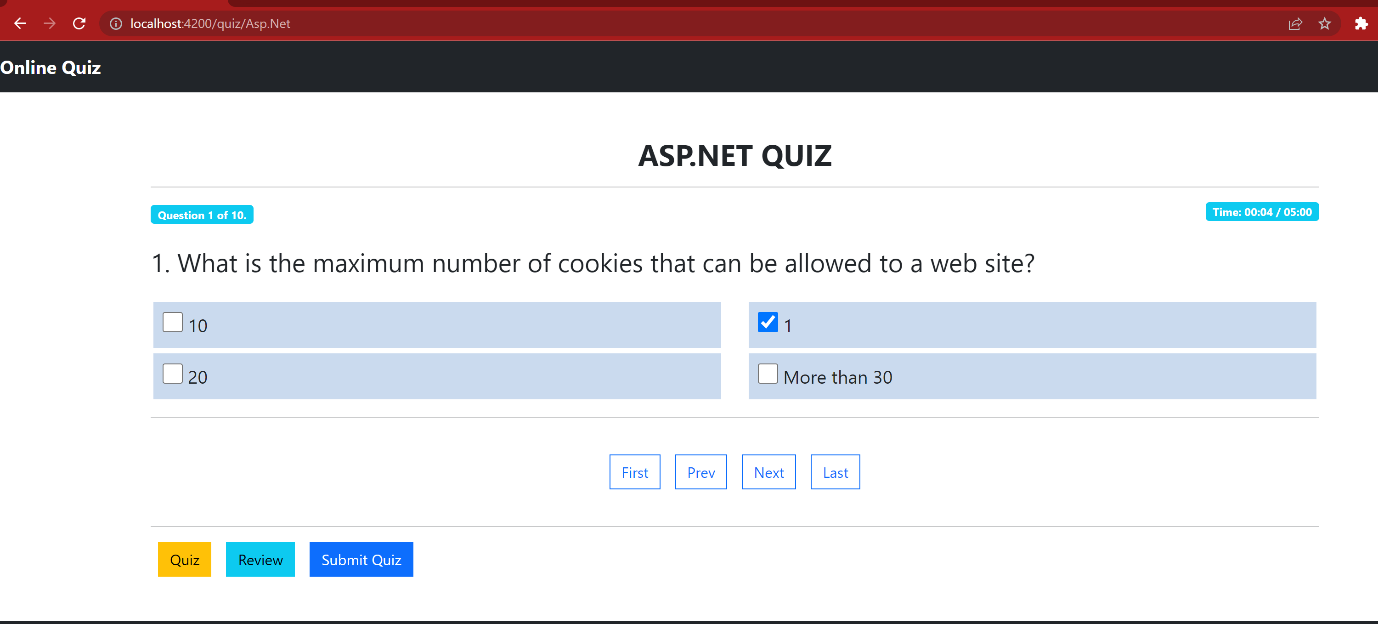 localhost:4200/quiz/Asp.Net
Online Quiz
ASP.NET QUIZ
Question 1 of 10.
Time: 00:04 / 05:00
1. What is the maximum number of cookies that can be allowed to a web site?
10
1
20
More than 30
First Prev Next Last
Quiz Review Submit Quiz